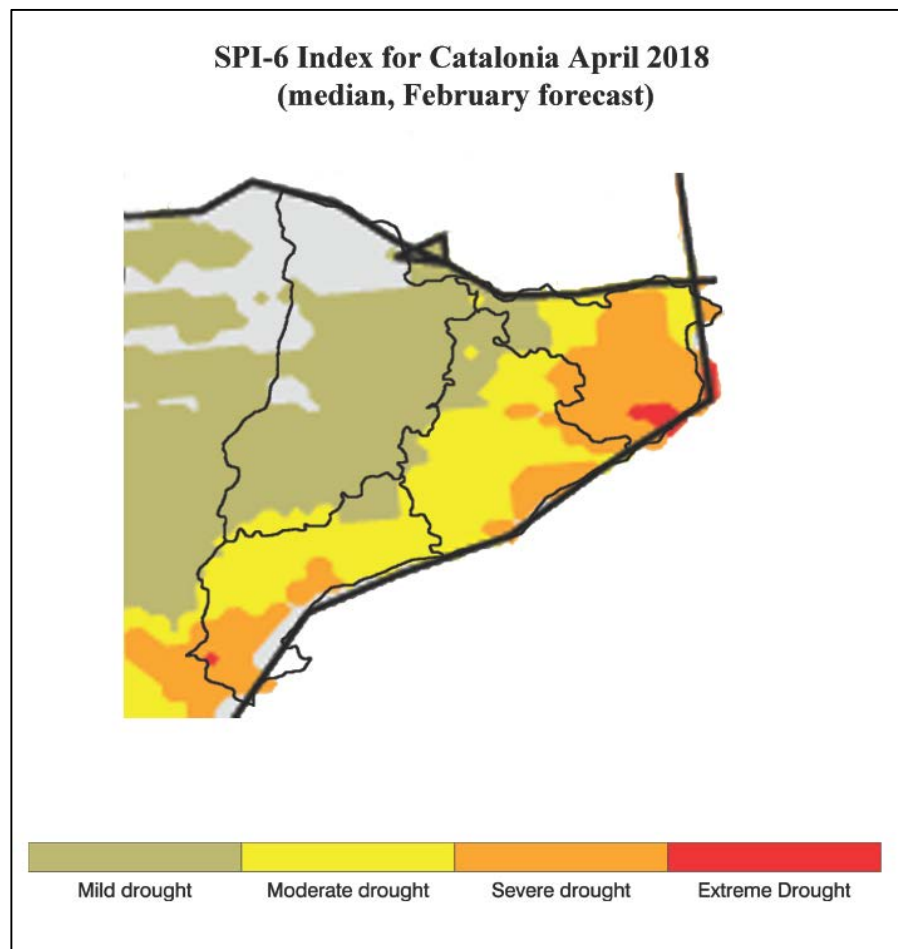 SPI-6 Index for Catalonia April 2018
(median, February forecast)
Mild drought
Moderate drought
Severe drought
Extreme Drought